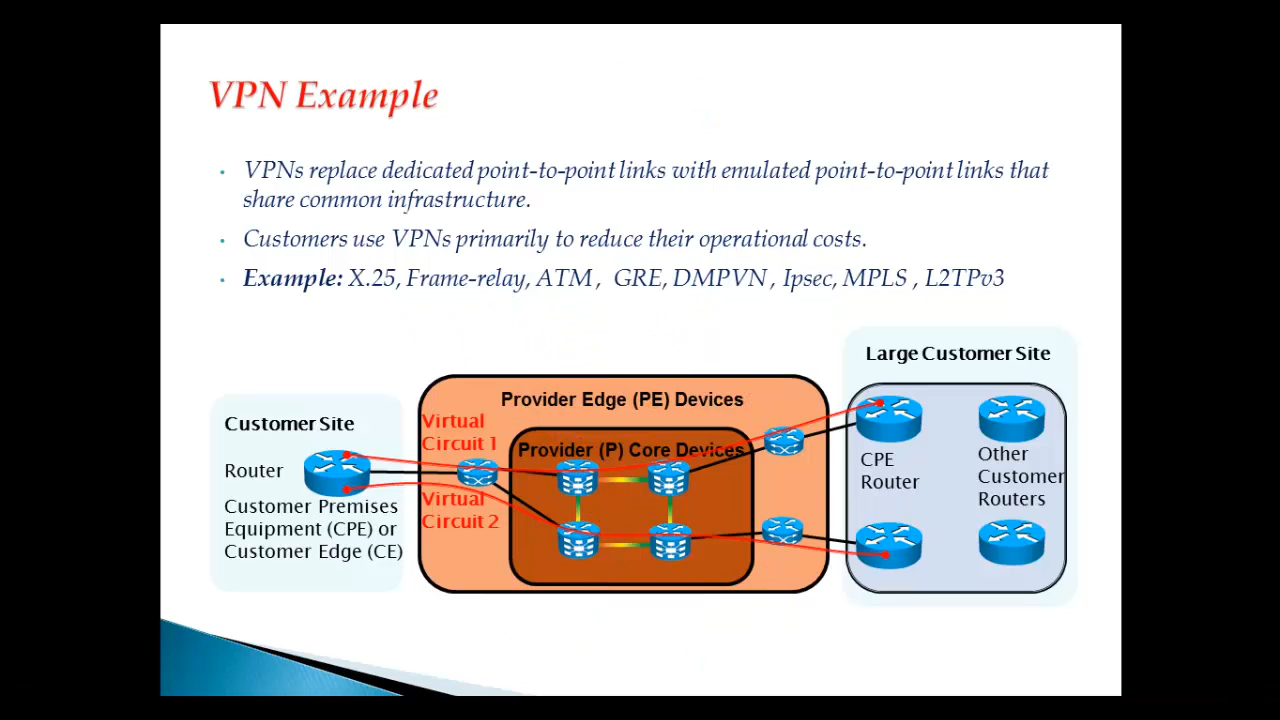 VPN Example
VPNs replace dedicated point-to-point links with emulated point-to-point links that
share common infrastructure.
Customers use VPNs primarily to reduce their operational costs.
Example: X.25, Frame-relay, ATM , GRE, DMPVN , Ipsec, MPLS , L2TPv3
Customer Site
Router
Customer Premises
Equipment (CPE) or
Customer Edge (CE)
Provider Edge (PE) Devices
Virtual
Circuit 1
Provider (P) Core Devices
Virtual
Circuit 2
Large Customer Site
CPE
Router
Other
Customer
Routers